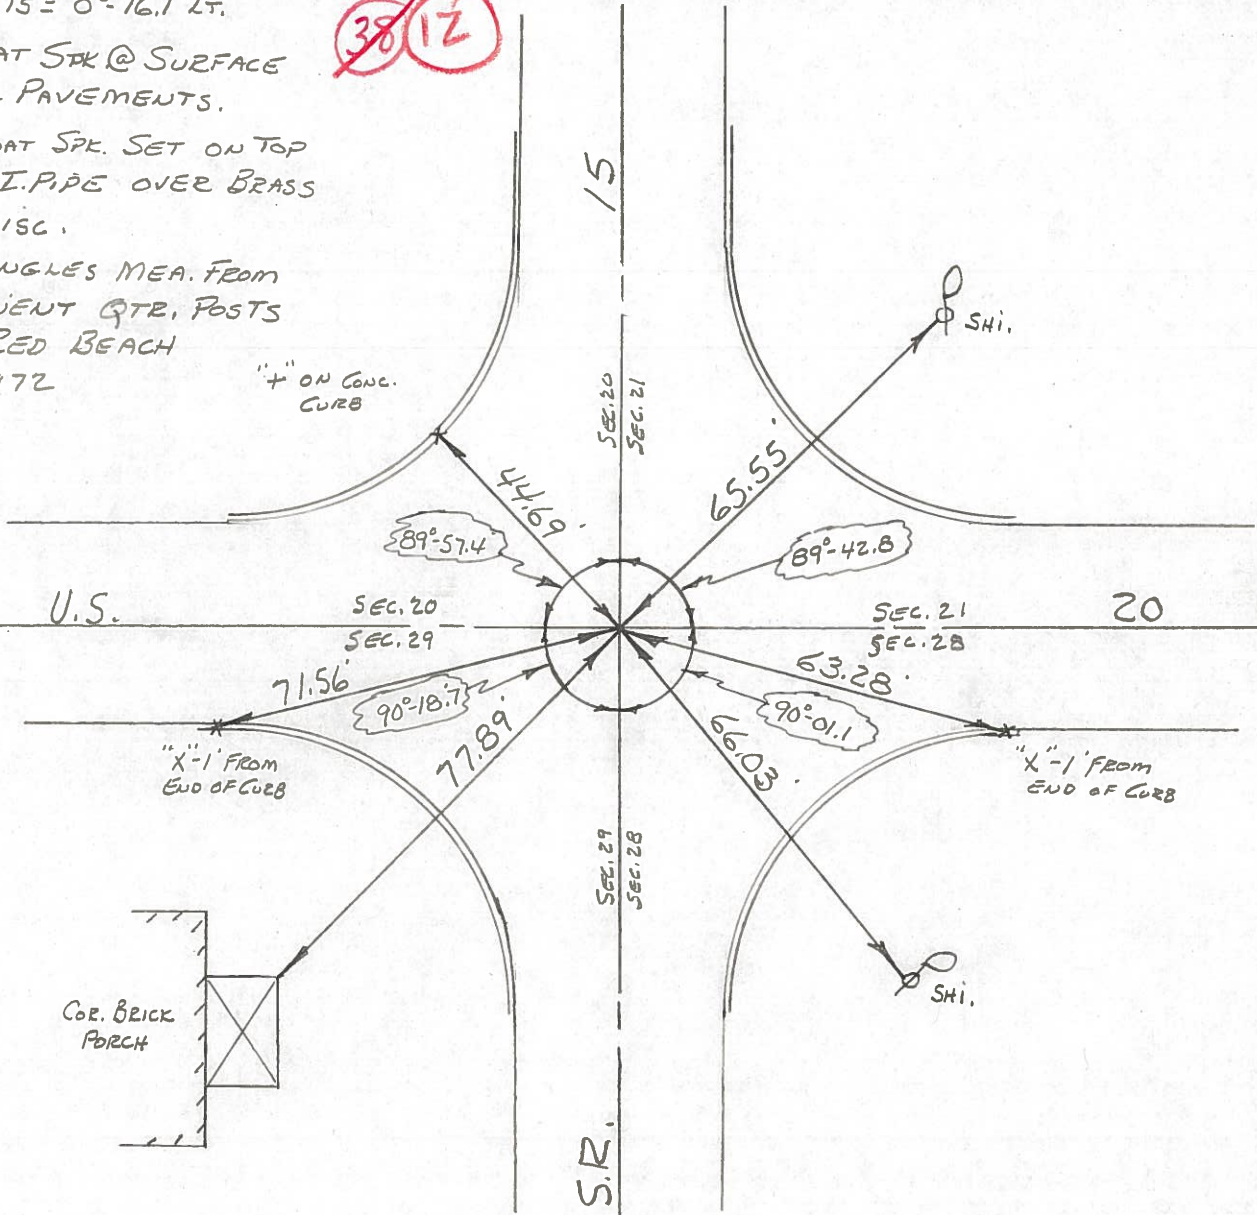 15 = 0°-16.1 LT.
38 12
AT SPK @ SURFACE
PAVEMENTS.
SPK. SET ON TOP
I.PIPE OVER BRASS
ISC.
NGLES MEA. FROM
QTR. POSTS
BEACH
72
"+" ON CONC.
CURB
15
SHI.
SEC. 20
SEC. 21
44.69'
65.55'
89°-57.4
89°-42.8
U.S.
SEC. 20
SEC. 29
SEC. 21
SEC. 28
20
71.56'
63.28'
90°-18.7
90°-01.1
77.89'
66.03'
"X"-1' FROM
END OF CURB
"X"-1' FROM
END OF CURB
SEC. 29
SEC. 28
COR. BRICK
PORCH
SHI.
S.R.